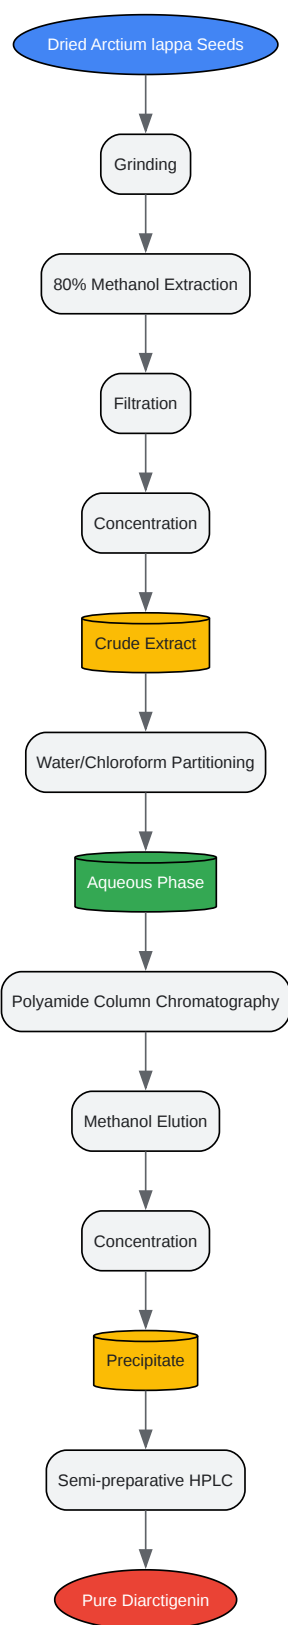 Dried Arctium lappa Seeds
Grinding
80% Methanol Extraction
Filtration
Concentration
Crude Extract
Water/Chloroform Partitioning
Aqueous Phase
Polyamide Column Chromatography
Methanol Elution
Concentration
Precipitate
Semi-preparative HPLC
Pure Diarctigenin